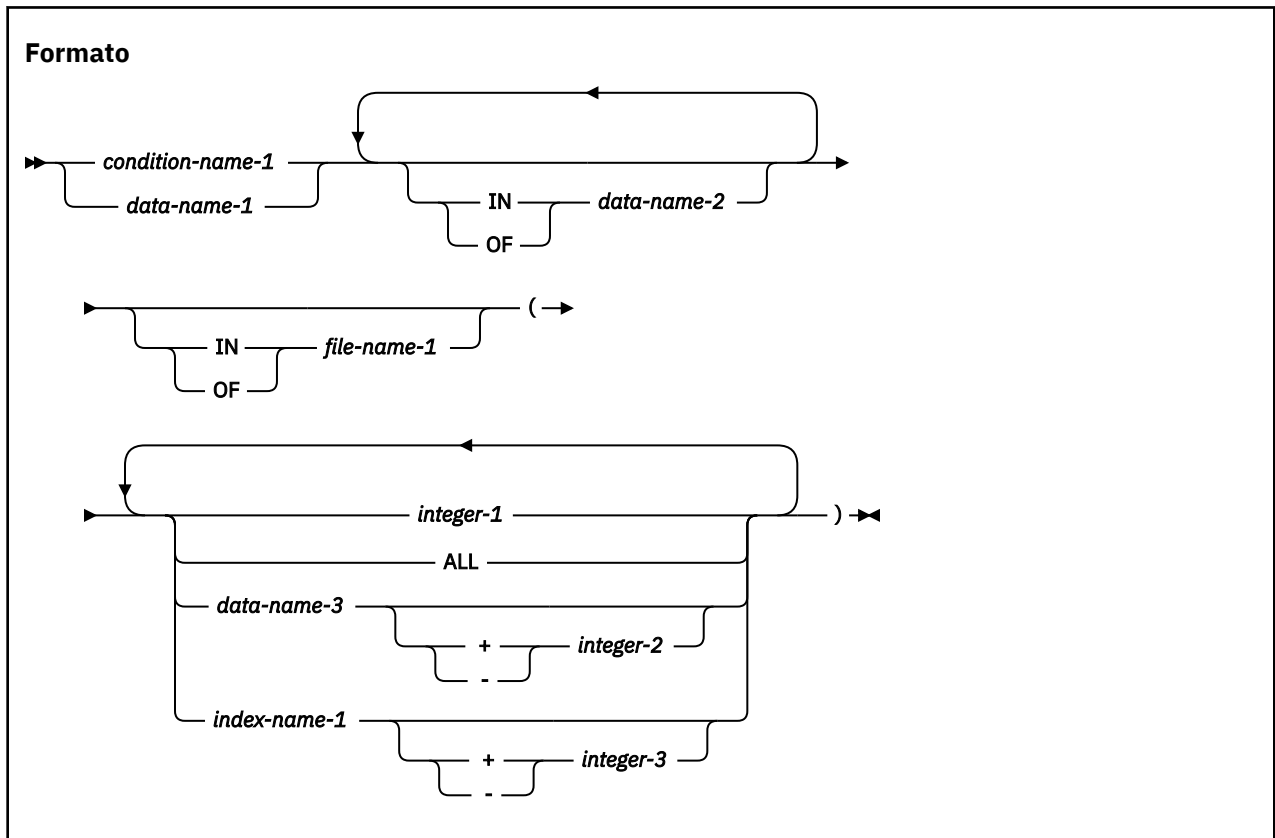 Formato
condition-name-1
data-name-1
IN
OF
data-name-2
IN
OF
file-name-1
(
integer-1
ALL
data-name-3
+
-
integer-2
index-name-1
+
-
integer-3
)